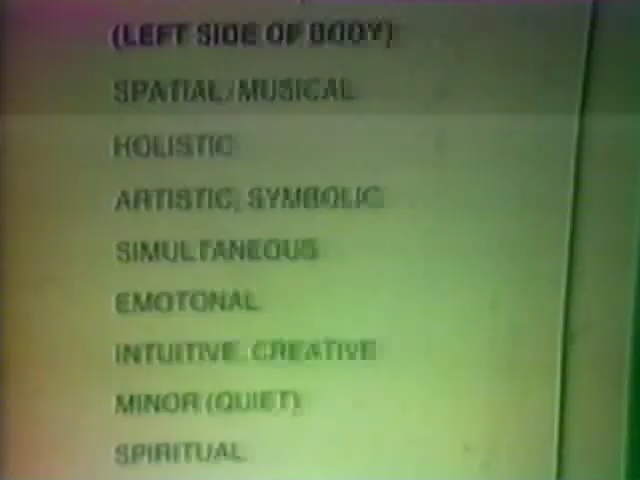 (LEFT SIDE OF BODY)
SPATIAL/MUSICAL
HOLISTIC
ARTISTIC, SYMBOLIC
SIMULTANEOUS
EMOTONAL
INTUITIVE, CREATIVE
MINOR (QUIET)
SPIRITUAL